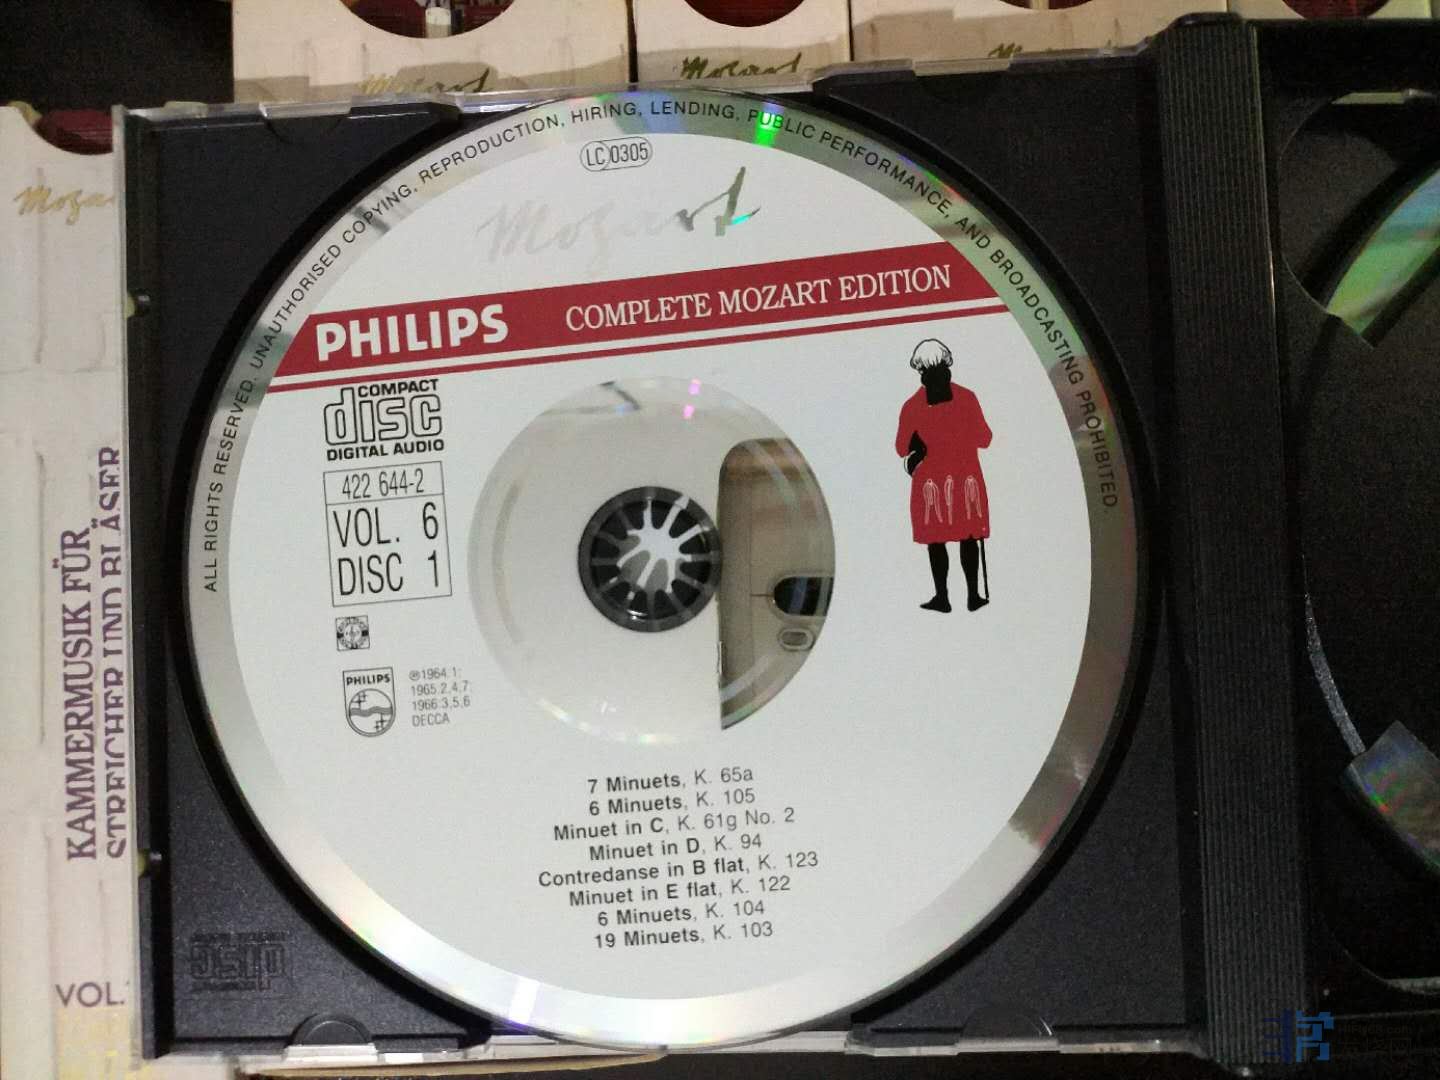 Mozart
Mozart
Mozart
ALL RIGHTS RESERVED. UNAUTHORISED COPYING, REPRODUCTION, HIRING, LENDING, PUBLIC PERFORMANCE, AND BROADCASTING PROHIBITED.
LC 0305
Mozart
PHILIPS COMPLETE MOZART EDITION
COMPACT
disc
DIGITAL AUDIO
422 644-2
VOL. 6
DISC 1
PHILIPS
℗1964.1;
1965.2,4,7;
1966:3,5,6
DECCA
7 Minuets, K. 65a
6 Minuets, K. 105
Minuet in C, K. 61g No. 2
Minuet in D, K. 94
Contredanse in B flat, K. 123
Minuet in E flat, K. 122
6 Minuets, K. 104
19 Minuets, K. 103
KAMMERMUSIK FÜR
STREICHER UND BLÄSER
VOL.
disc